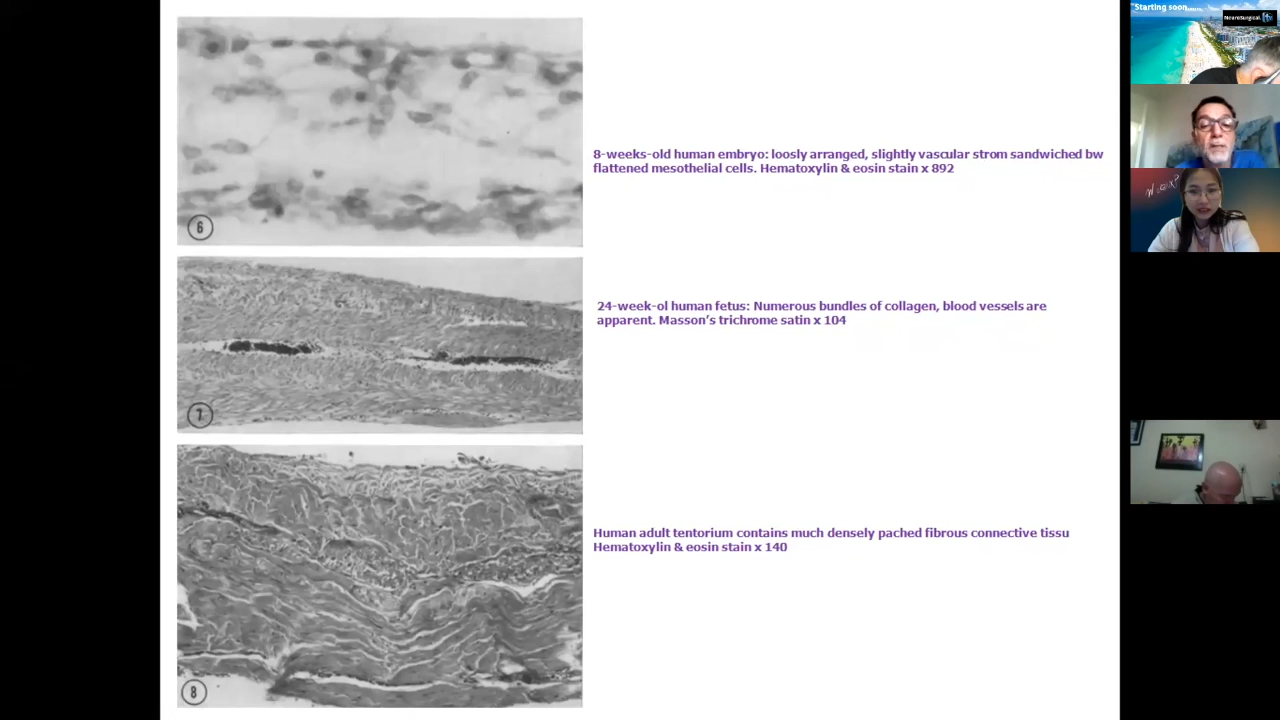 8-weeks-old human embryo: loosly arranged, slightly vascular strom sandwiched bw
flattened mesothelial cells. Hematoxylin & eosin stain x 892
6
24-week-ol human fetus: Numerous bundles of collagen, blood vessels are
apparent. Masson's trichrome satin x 104
7
Human adult tentorium contains much densely pached fibrous connective tissu
Hematoxylin & eosin stain x 140
8
"Starting soon....
NeuroSurgical